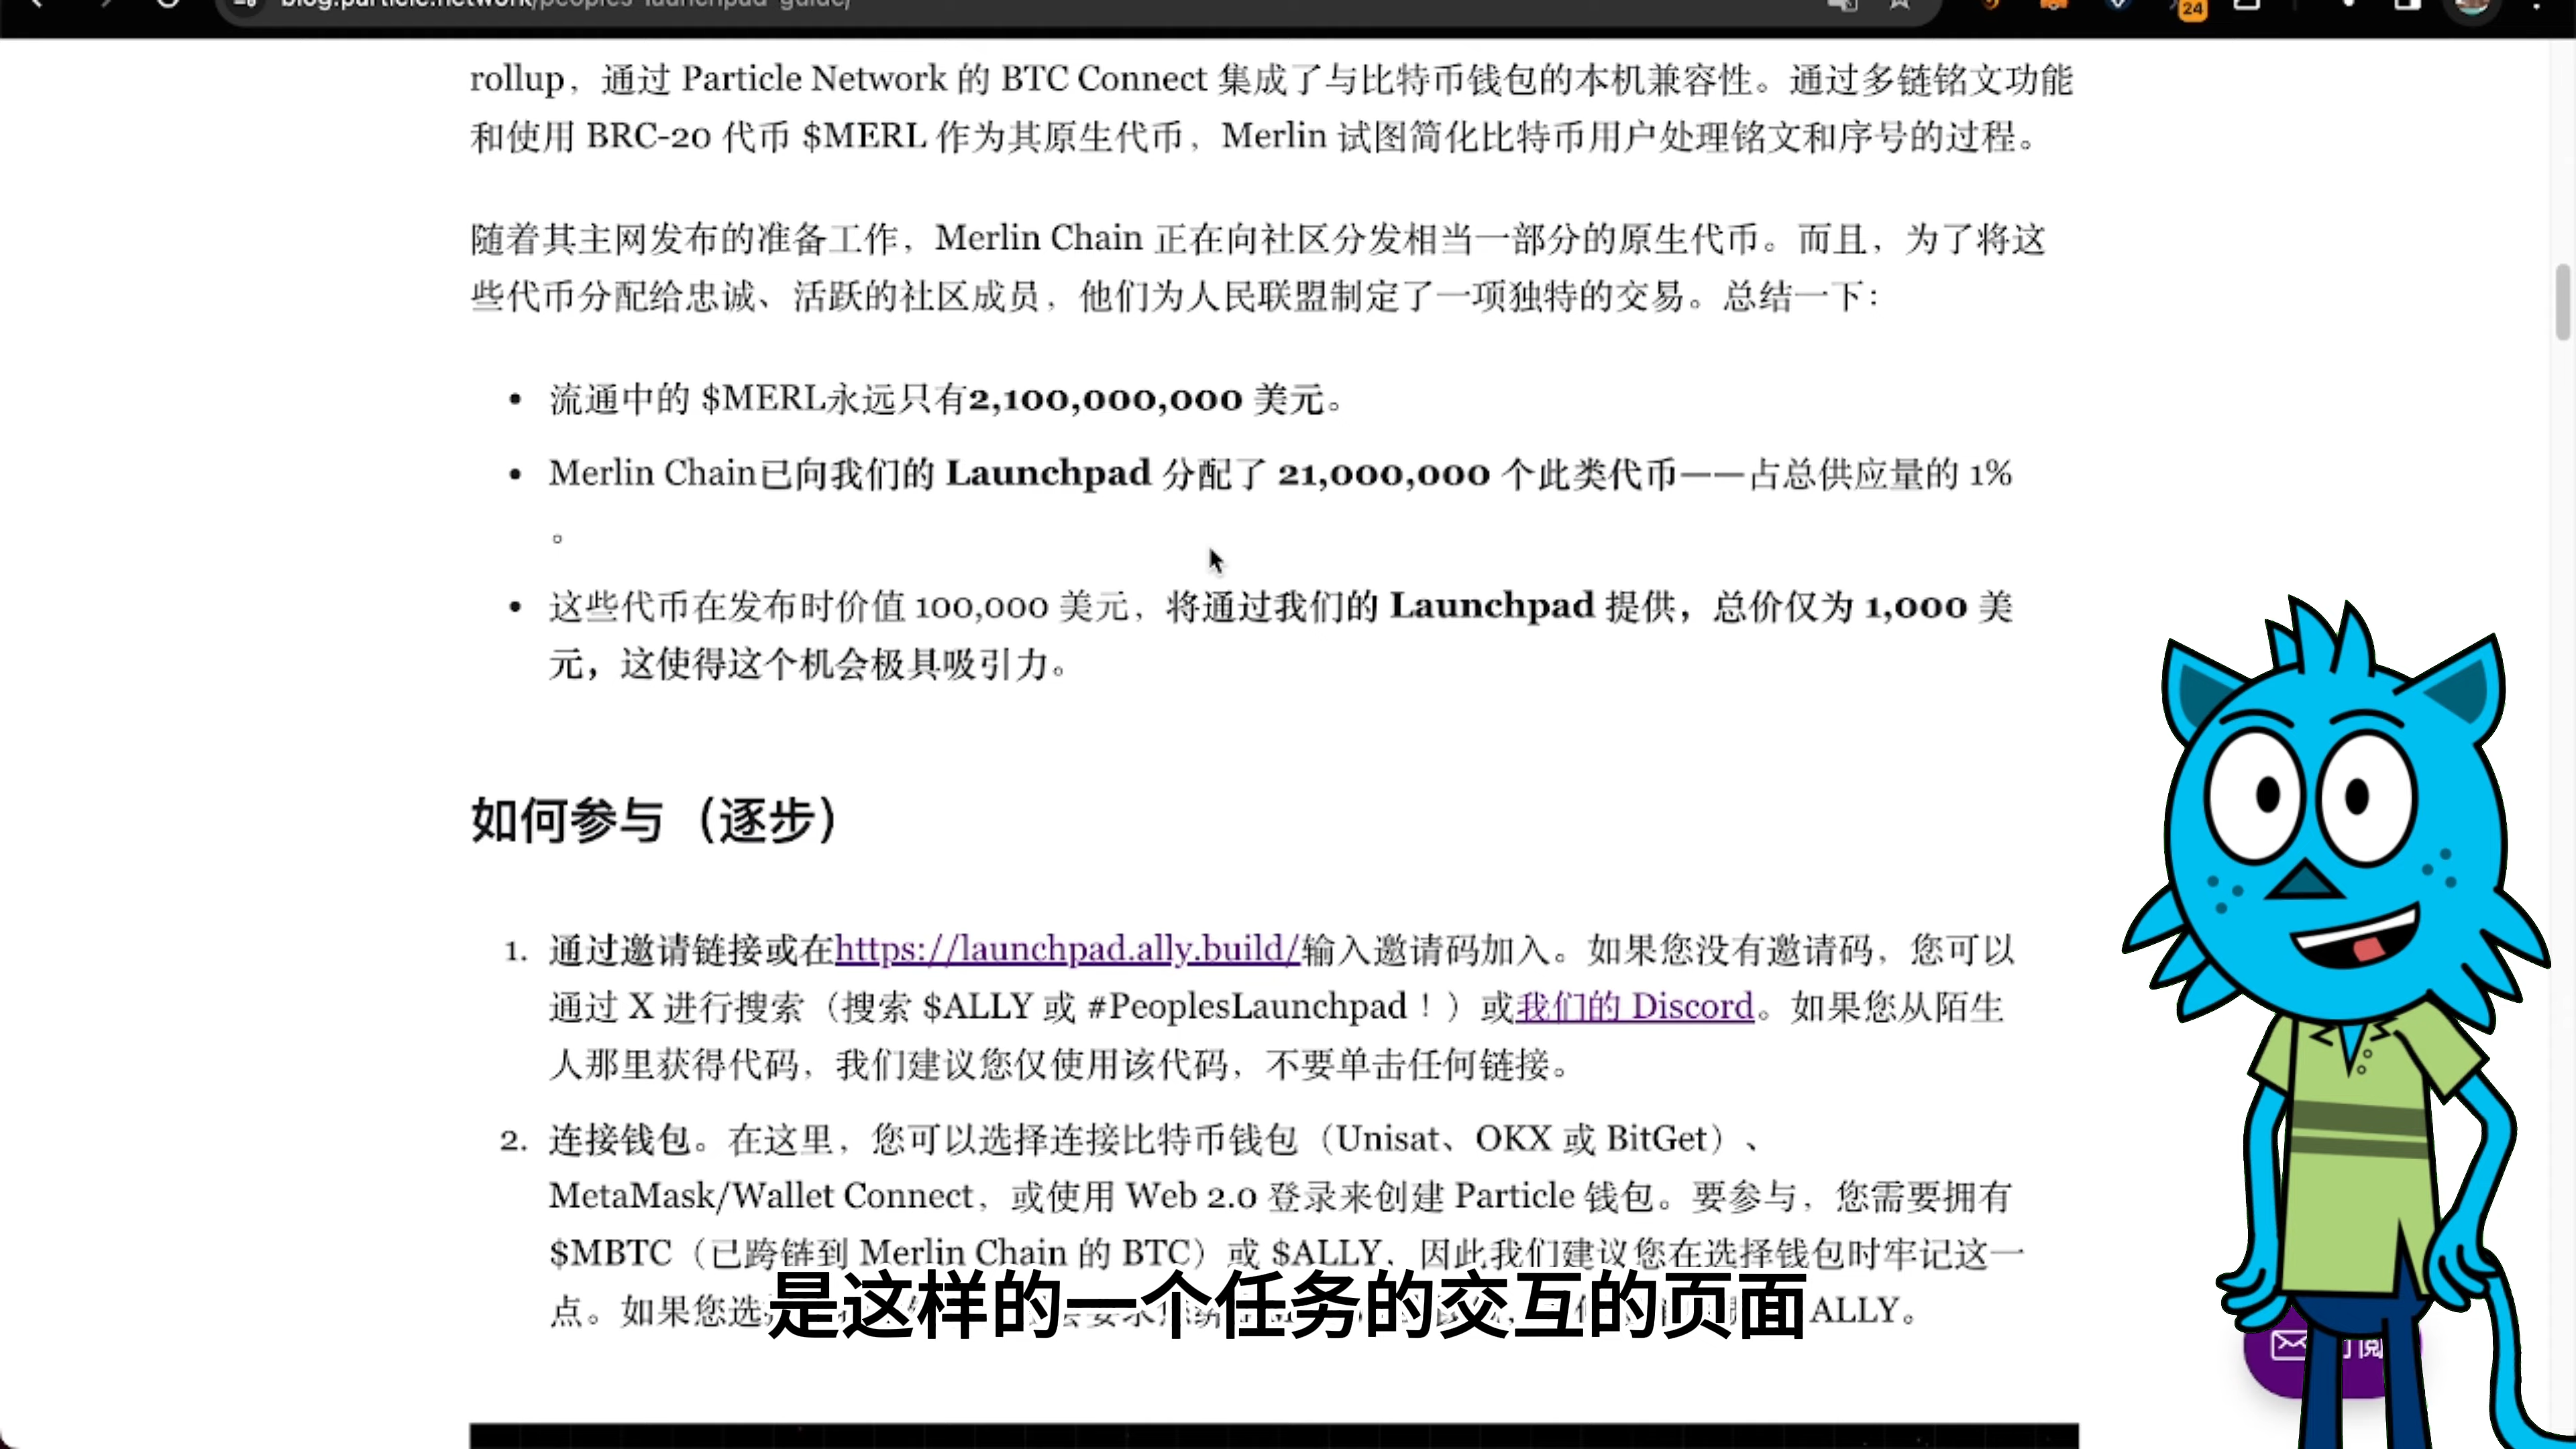 blog.particle.network/peoples-launchpad-guide/
24
rollup，通过 Particle Network 的 BTC Connect 集成了与比特币钱包的本机兼容性。通过多链铭文功能
和使用 BRC-20 代币 $MERL 作为其原生代币，Merlin 试图简化比特币用户处理铭文和序号的过程。
随着其主网发布的准备工作，Merlin Chain 正在向社区分发相当一部分的原生代币。而且，为了将这
些代币分配给忠诚、活跃的社区成员，他们为人民联盟制定了一项独特的交易。总结一下：
• 流通中的 $MERL永远只有2,100,000,000 美元。
• Merlin Chain已向我们的 Launchpad 分配了 21,000,000 个此类代币——占总供应量的 1%
。
• 这些代币在发布时价值 100,000 美元，将通过我们的 Launchpad 提供，总价仅为 1,000 美
元，这使得这个机会极具吸引力。
如何参与（逐步）
1. 通过邀请链接或在https://launchpad.ally.build/输入邀请码加入。如果您没有邀请码，您可以
通过 X 进行搜索（搜索 $ALLY 或 #PeoplesLaunchpad！）或我们的 Discord。如果您从陌生
人那里获得代码，我们建议您仅使用该代码，不要单击任何链接。
2. 连接钱包。在这里，您可以选择连接比特币钱包（Unisat、OKX 或 BitGet）、
MetaMask/Wallet Connect，或使用 Web 2.0 登录来创建 Particle 钱包。要参与，您需要拥有
$MBTC（已跨链到 Merlin Chain 的 BTC）或 $ALLY，因此我们建议您在选择钱包时牢记这一
点。如果您选 ALLY。
是这样的一个任务的交互的页面